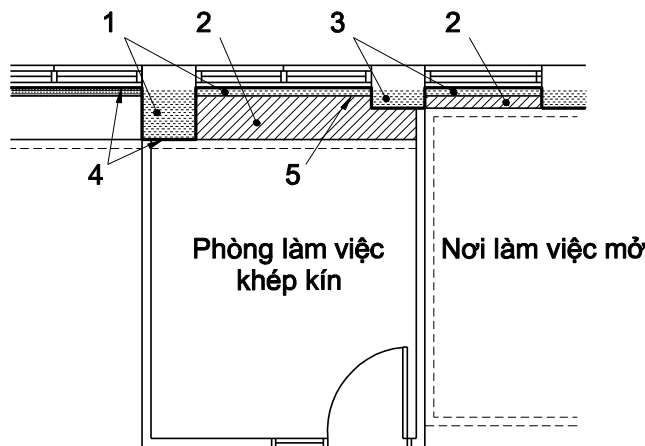 1 2 3 2
4 5
Phòng làm việc
khép kín
Nơi làm việc mở